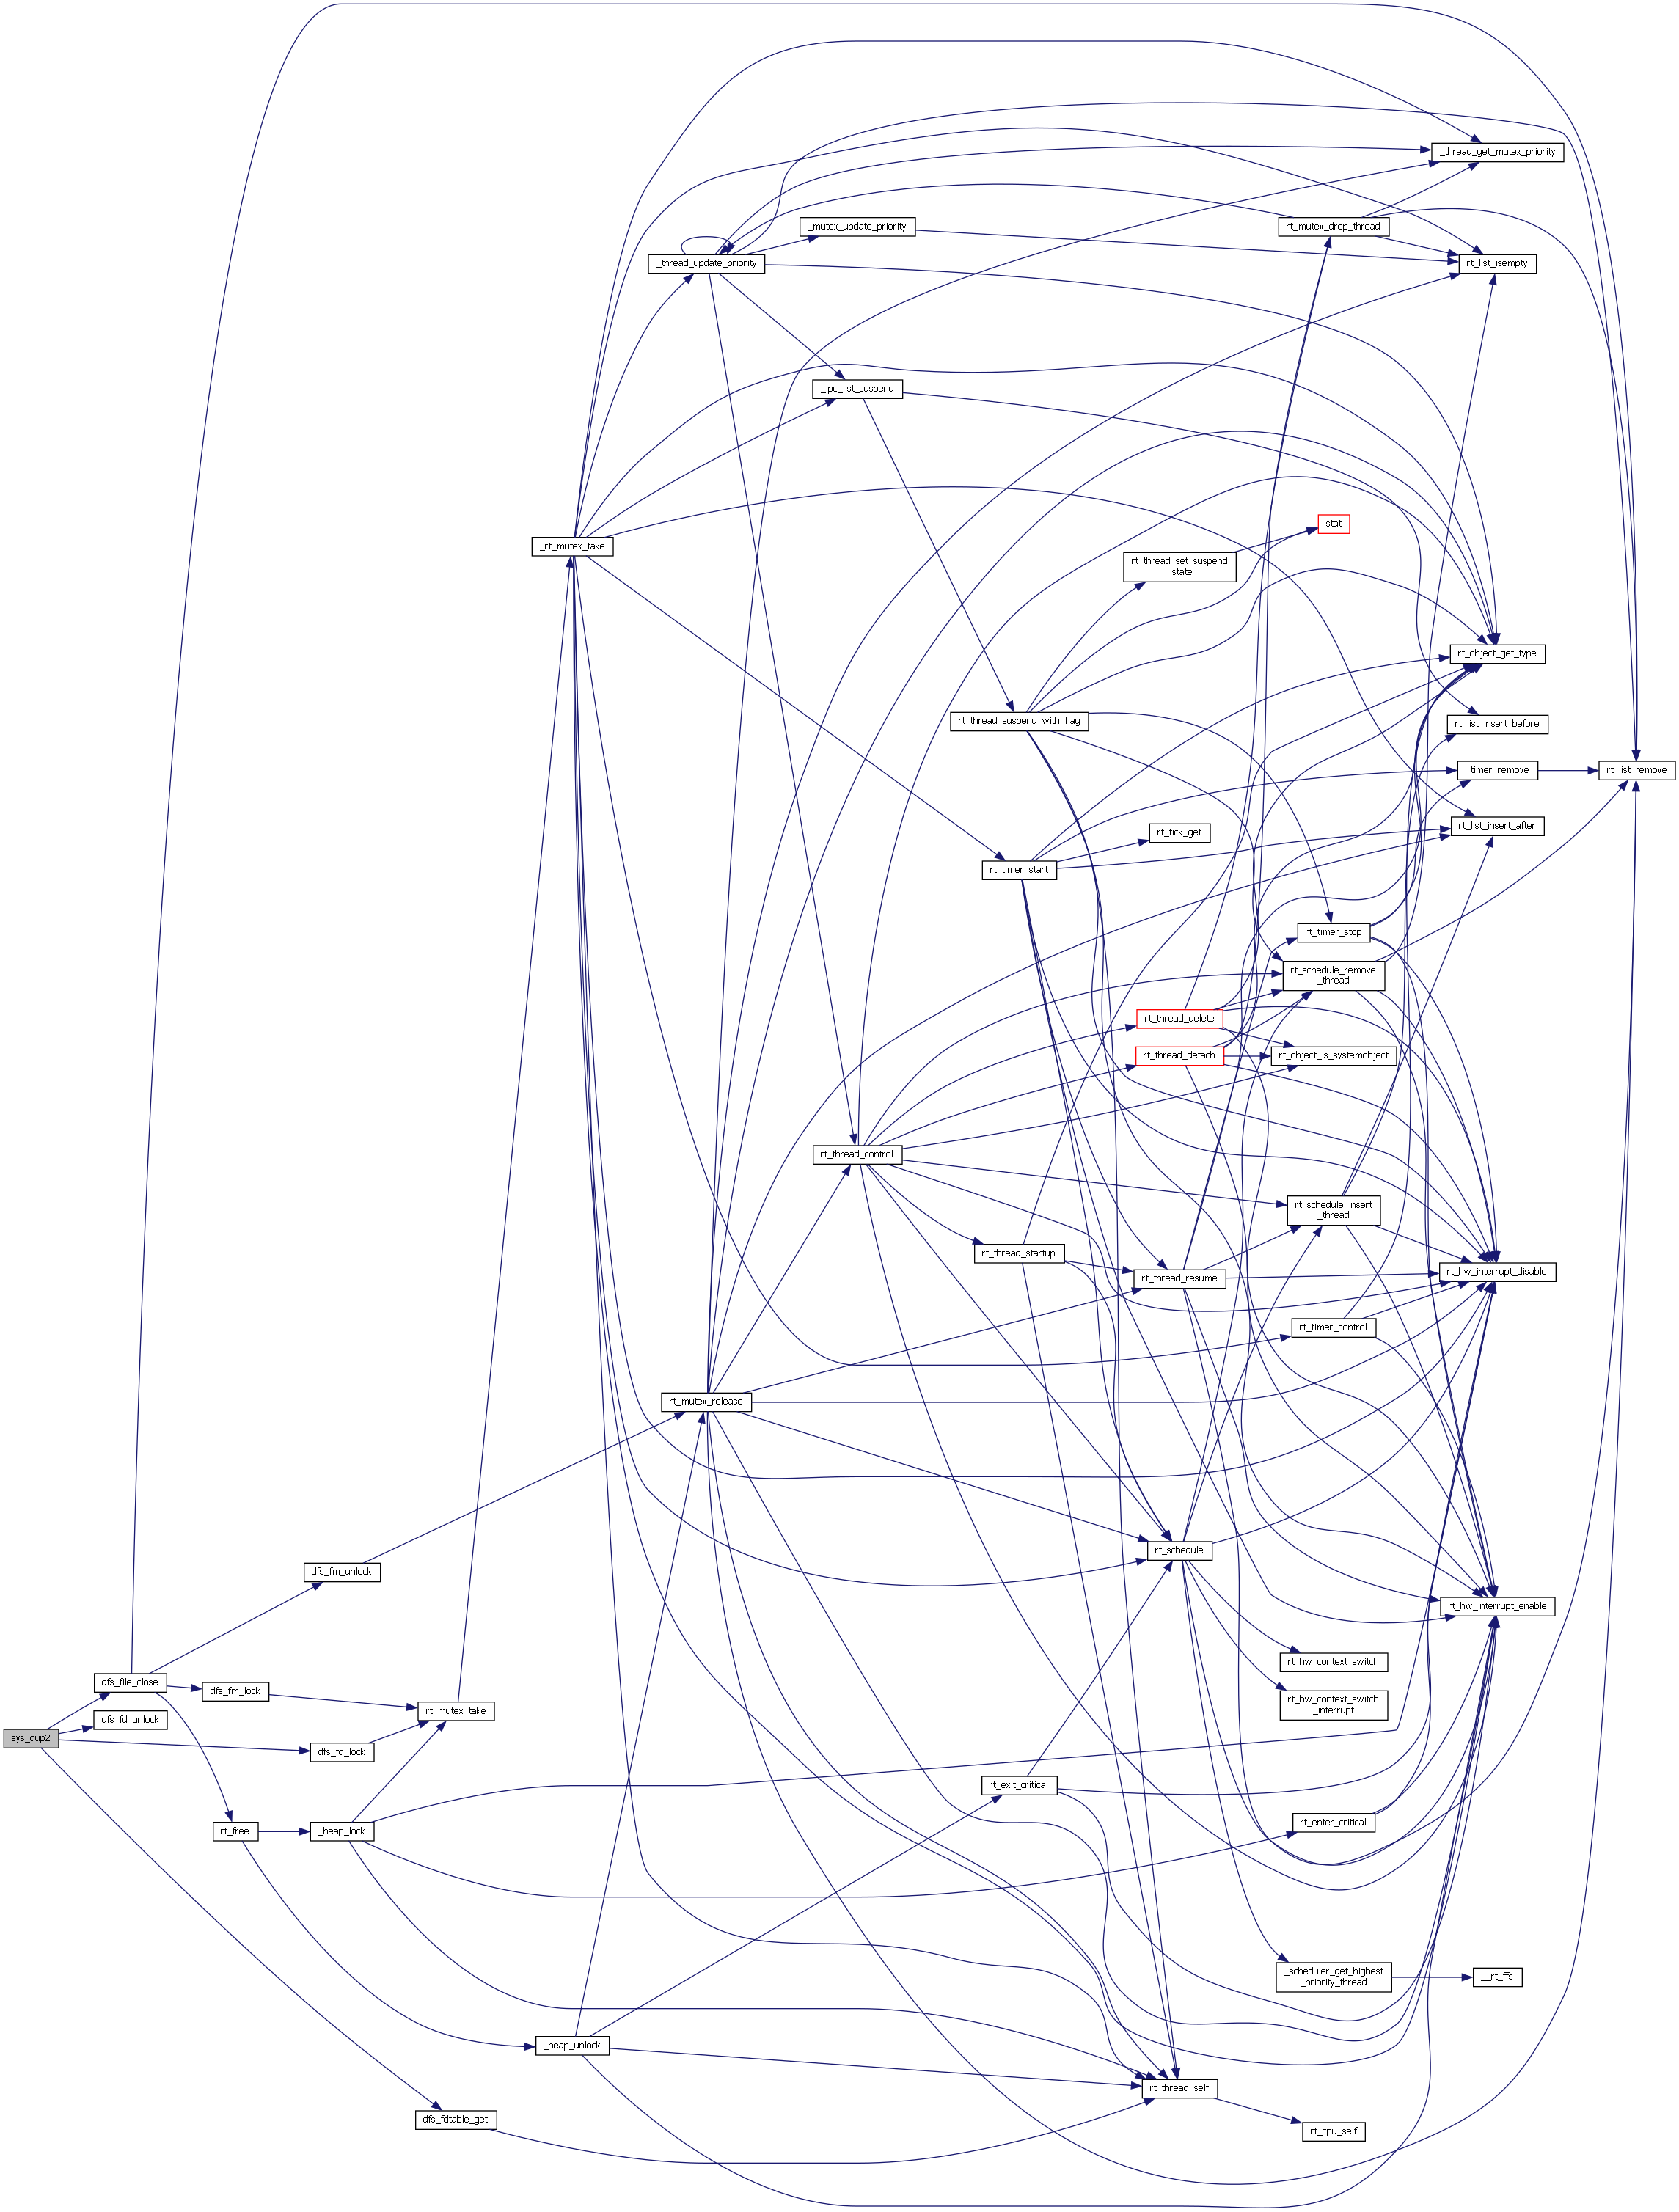 _thread_get_mutex_priority
_mutex_update_priority
rt_mutex_drop_thread
_thread_update_priority
rt_list_isempty
_ipc_list_suspend
stat
_rt_mutex_take
rt_thread_set_suspend
_state
rt_object_get_type
rt_thread_suspend_with_flag
rt_list_insert_before
_timer_remove
rt_list_remove
rt_tick_get
rt_list_insert_after
rt_timer_start
rt_timer_stop
rt_schedule_remove
_thread
rt_thread_delete
rt_thread_detach
rt_object_is_systemobject
rt_thread_control
rt_schedule_insert
_thread
rt_thread_startup
rt_thread_resume
rt_hw_interrupt_disable
rt_timer_control
rt_mutex_release
rt_schedule
dfs_fm_unlock
rt_hw_interrupt_enable
rt_hw_context_switch
dfs_file_close
dfs_fm_lock
rt_hw_context_switch
_interrupt
rt_mutex_take
dfs_fd_unlock
sys_dup2
dfs_fd_lock
rt_exit_critical
rt_enter_critical
rt_free
_heap_lock
_scheduler_get_highest
_priority_thread
__rt_ffs
_heap_unlock
rt_thread_self
dfs_fdtable_get
rt_cpu_self